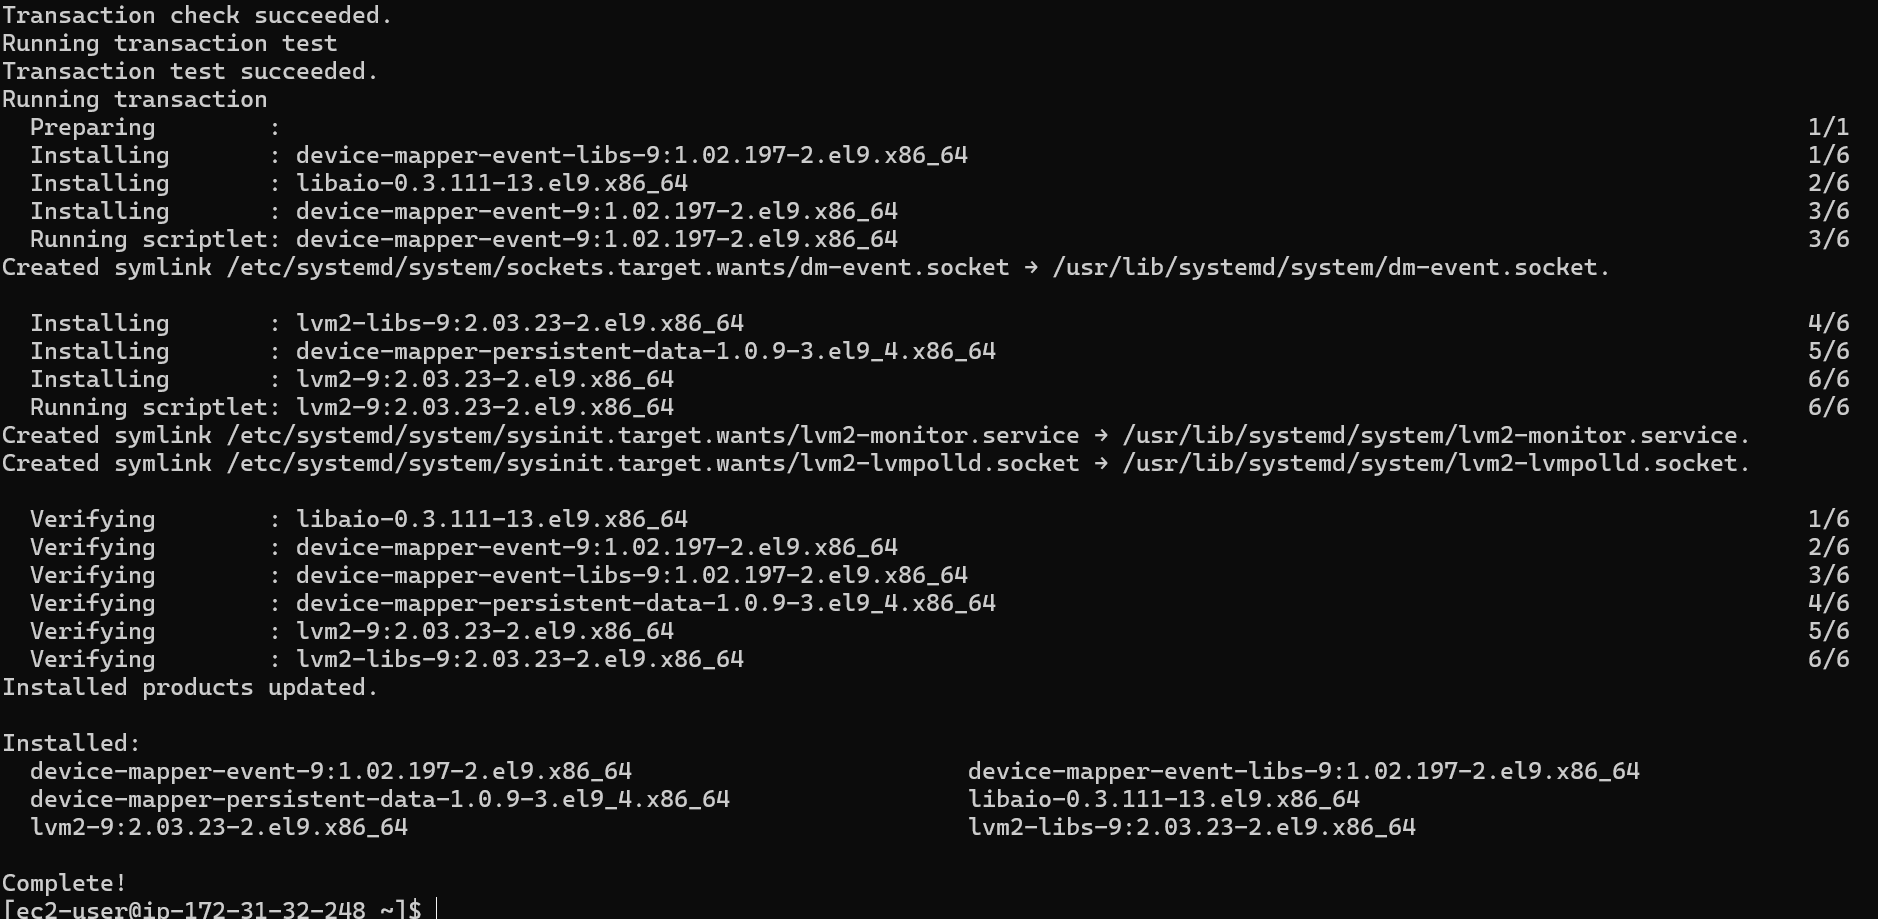 Transaction check succeeded.
Running transaction test
Transaction test succeeded.
Running transaction
  Preparing        :                                                                                                             1/1
  Installing       : device-mapper-event-libs-9:1.02.197-2.el9.x86_64                                                            1/6
  Installing       : libaio-0.3.111-13.el9.x86_64                                                                                2/6
  Installing       : device-mapper-event-9:1.02.197-2.el9.x86_64                                                                 3/6
  Running scriptlet: device-mapper-event-9:1.02.197-2.el9.x86_64                                                                 3/6
Created symlink /etc/systemd/system/sockets.target.wants/dm-event.socket → /usr/lib/systemd/system/dm-event.socket.
  Installing       : lvm2-libs-9:2.03.23-2.el9.x86_64                                                                            4/6
  Installing       : device-mapper-persistent-data-1.0.9-3.el9_4.x86_64                                                          5/6
  Installing       : lvm2-9:2.03.23-2.el9.x86_64                                                                                 6/6
  Running scriptlet: lvm2-9:2.03.23-2.el9.x86_64                                                                                 6/6
Created symlink /etc/systemd/system/sysinit.target.wants/lvm2-monitor.service → /usr/lib/systemd/system/lvm2-monitor.service.
Created symlink /etc/systemd/system/sysinit.target.wants/lvm2-lvmpolld.socket → /usr/lib/systemd/system/lvm2-lvmpolld.socket.
  Verifying        : libaio-0.3.111-13.el9.x86_64                                                                                1/6
  Verifying        : device-mapper-event-9:1.02.197-2.el9.x86_64                                                                 2/6
  Verifying        : device-mapper-event-libs-9:1.02.197-2.el9.x86_64                                                            3/6
  Verifying        : device-mapper-persistent-data-1.0.9-3.el9_4.x86_64                                                          4/6
  Verifying        : lvm2-9:2.03.23-2.el9.x86_64                                                                                 5/6
  Verifying        : lvm2-libs-9:2.03.23-2.el9.x86_64                                                                            6/6
Installed products updated.
Installed:
  device-mapper-event-9:1.02.197-2.el9.x86_64                        device-mapper-event-libs-9:1.02.197-2.el9.x86_64
  device-mapper-persistent-data-1.0.9-3.el9_4.x86_64                 libaio-0.3.111-13.el9.x86_64
  lvm2-9:2.03.23-2.el9.x86_64                                        lvm2-libs-9:2.03.23-2.el9.x86_64
Complete!
[ec2-user@ip-172-31-32-248 ~]$